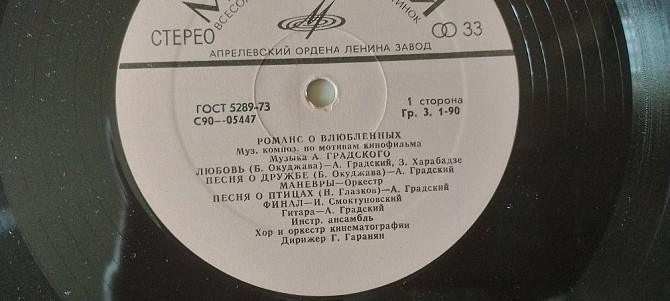 СТЕРЕО
33
АПРЕЛЕВСКИЙ ОРДЕНА ЛЕНИНА ЗАВОД
ГОСТ 5289-73
С90—05447
1 сторона
Гр. 3. 1-90
РОМАНС О ВЛЮБЛЕННЫХ
Муз. композ. по мотивам кинофильма
Музыка А. ГРАДСКОГО
ЛЮБОВЬ (Б. Окуджава)—А. Градский, З. Харабадзе
ПЕСНЯ О ДРУЖБЕ (Б. Окуджава)—А. Градский
МАНЕВРЫ—Оркестр
ПЕСНЯ О ПТИЦАХ (Н. Глазков)—А. Градский
ФИНАЛ—И. Смоктуновский
Гитара—А. Градский
Инстр. ансамбль
Хор и оркестр кинематографии
Дирижер Г. Гаранян